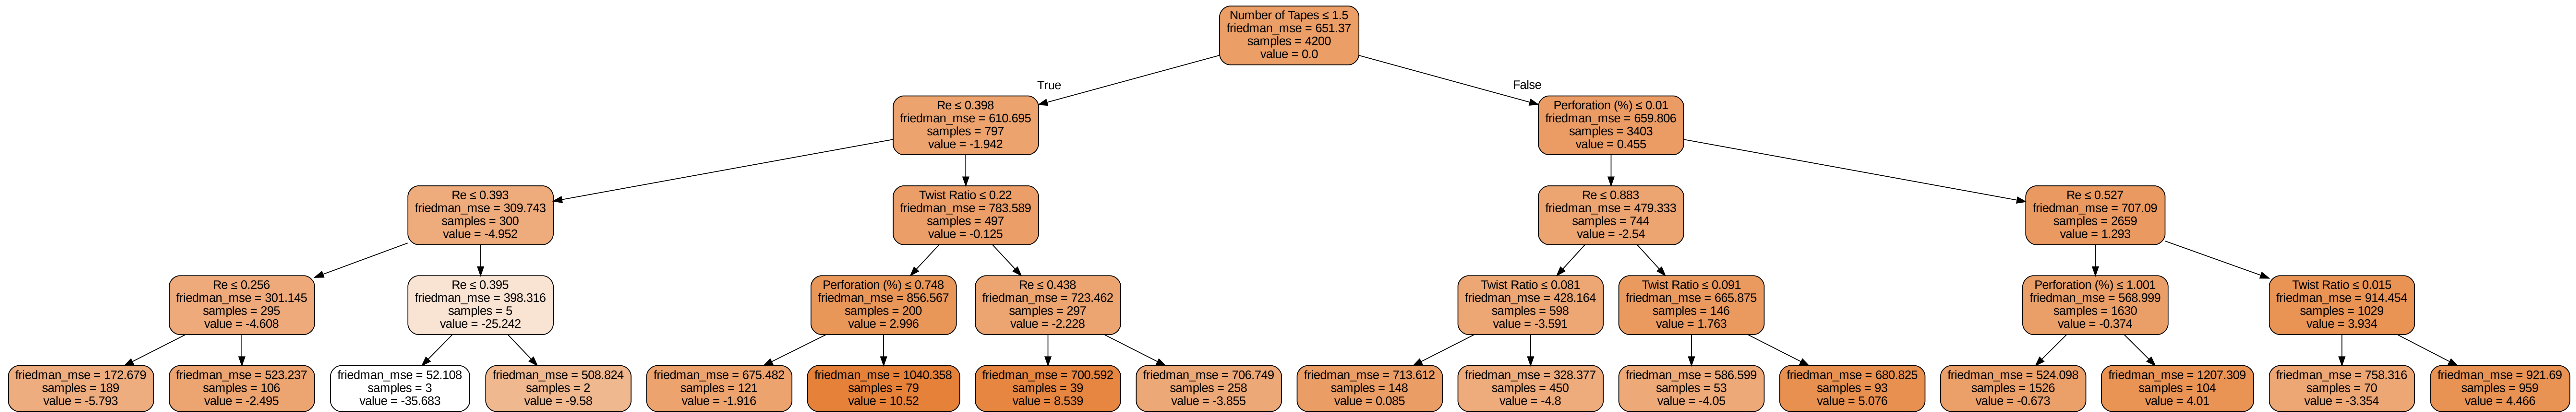 Number of Tapes ≤ 1.5
friedman_mse = 651.37
samples = 4200
value = 0.0
True
False
Re ≤ 0.398
friedman_mse = 610.695
samples = 797
value = -1.942
Perforation (%) ≤ 0.01
friedman_mse = 659.806
samples = 3403
value = 0.455
Re ≤ 0.393
friedman_mse = 309.743
samples = 300
value = -4.952
Twist Ratio ≤ 0.22
friedman_mse = 783.589
samples = 497
value = -0.125
Re ≤ 0.883
friedman_mse = 479.333
samples = 744
value = -2.54
Re ≤ 0.527
friedman_mse = 707.09
samples = 2659
value = 1.293
Re ≤ 0.256
friedman_mse = 301.145
samples = 295
value = -4.608
Re ≤ 0.395
friedman_mse = 398.316
samples = 5
value = -25.242
Perforation (%) ≤ 0.748
friedman_mse = 856.567
samples = 200
value = 2.996
Re ≤ 0.438
friedman_mse = 723.462
samples = 297
value = -2.228
Twist Ratio ≤ 0.081
friedman_mse = 428.164
samples = 598
value = -3.591
Twist Ratio ≤ 0.091
friedman_mse = 665.875
samples = 146
value = 1.763
Perforation (%) ≤ 1.001
friedman_mse = 568.999
samples = 1630
value = -0.374
Twist Ratio ≤ 0.015
friedman_mse = 914.454
samples = 1029
value = 3.934
friedman_mse = 172.679
samples = 189
value = -5.793
friedman_mse = 523.237
samples = 106
value = -2.495
friedman_mse = 52.108
samples = 3
value = -35.683
friedman_mse = 508.824
samples = 2
value = -9.58
friedman_mse = 675.482
samples = 121
value = -1.916
friedman_mse = 1040.358
samples = 79
value = 10.52
friedman_mse = 700.592
samples = 39
value = 8.539
friedman_mse = 706.749
samples = 258
value = -3.855
friedman_mse = 713.612
samples = 148
value = 0.085
friedman_mse = 328.377
samples = 450
value = -4.8
friedman_mse = 586.599
samples = 53
value = -4.05
friedman_mse = 680.825
samples = 93
value = 5.076
friedman_mse = 524.098
samples = 1526
value = -0.673
friedman_mse = 1207.309
samples = 104
value = 4.01
friedman_mse = 758.316
samples = 70
value = -3.354
friedman_mse = 921.69
samples = 959
value = 4.466